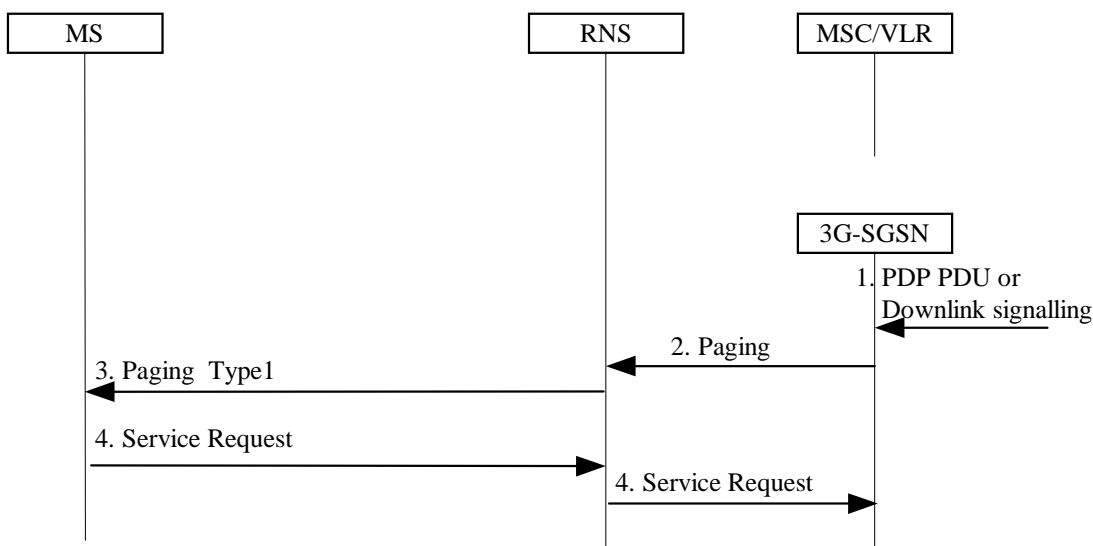 MS
RNS
MSC/VLR
3G-SGSN
1. PDP PDU or
Downlink signalling
2. Paging
3. Paging Type1
4. Service Request
4. Service Request